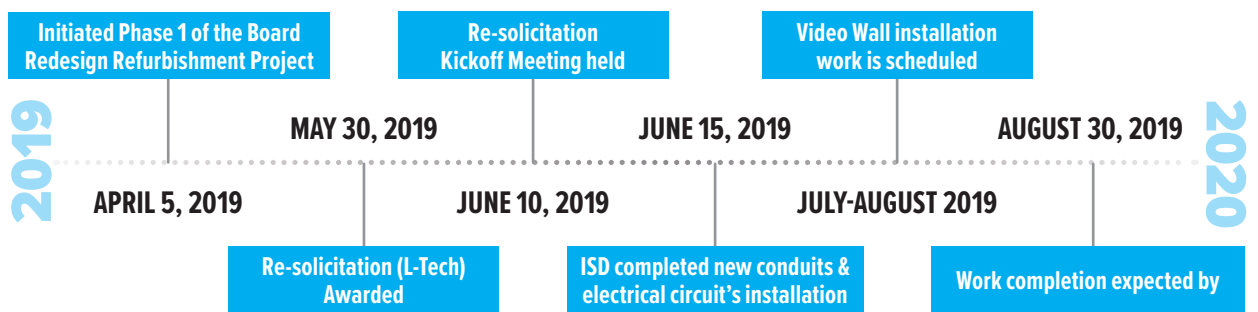 Initiated Phase 1 of the Board
Redesign Refurbishment Project
Re-solicitation
Kickoff Meeting held
Video Wall installation
work is scheduled
2019
MAY 30, 2019
JUNE 15, 2019
AUGUST 30, 2019
2020
APRIL 5, 2019
JUNE 10, 2019
JULY-AUGUST 2019
Re-solicitation (L-Tech)
Awarded
ISD completed new conduits &
electrical circuit's installation
Work completion expected by